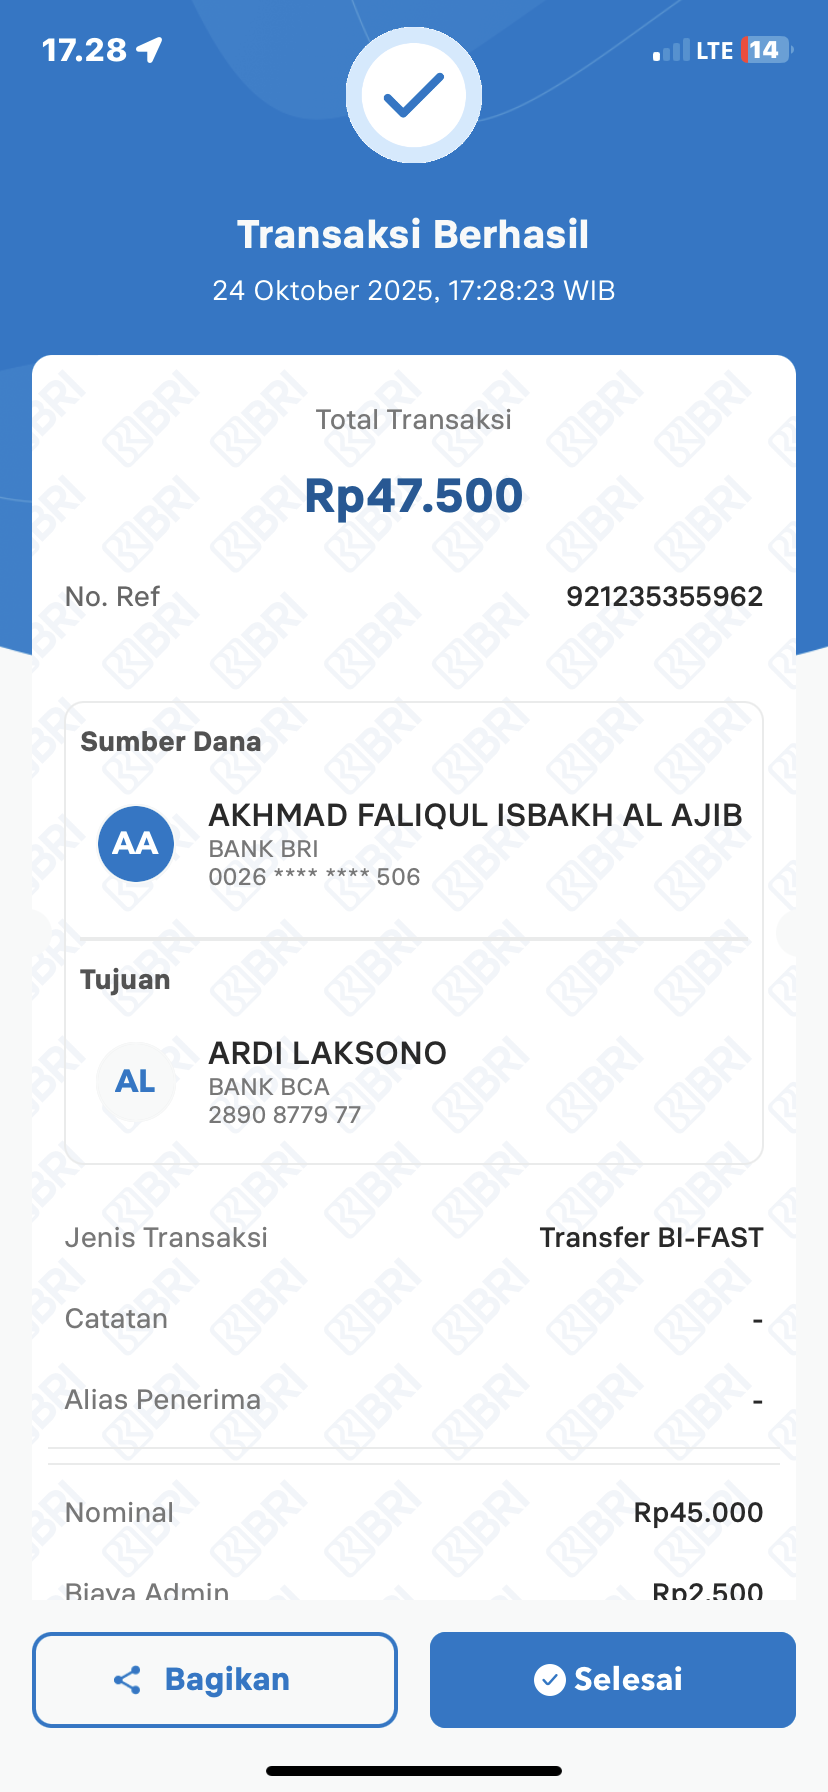 17.28
LTE 14
Transaksi Berhasil
24 Oktober 2025, 17:28:23 WIB
Total Transaksi
Rp47.500
No. Ref 921235355962
Sumber Dana
AA
AKHMAD FALIQUL ISBAKH AL AJIB
BANK BRI
0026 **** **** 506
Tujuan
AL
ARDI LAKSONO
BANK BCA
2890 8779 77
Jenis Transaksi Transfer BI-FAST
Catatan -
Alias Penerima -
Nominal Rp45.000
Biaya Admin Rp2.500
Bagikan
Selesai